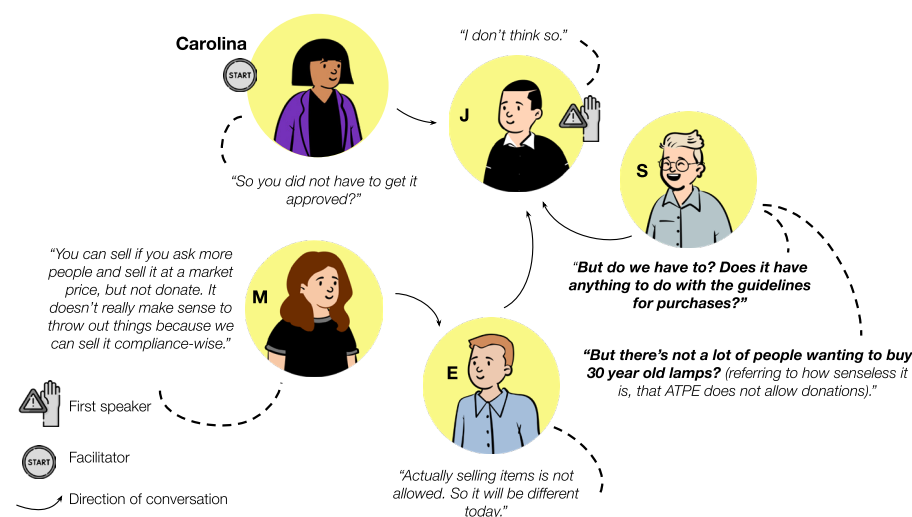 Carolina
START
“So you did not have to get it
approved?”
“I don’t think so.”
J
S
“But do we have to? Does it have
anything to do with the guidelines
for purchases?”
“But there’s not a lot of people wanting to buy
30 year old lamps? (referring to how senseless it
is, that ATPE does not allow donations).”
“You can sell if you ask more
people and sell it at a market
price, but not donate. It
doesn’t really make sense to
throw out things because we
can sell it compliance-wise.”
M
E
“Actually selling items is not
allowed. So it will be different
today.”
First speaker
START
Facilitator
Direction of conversation